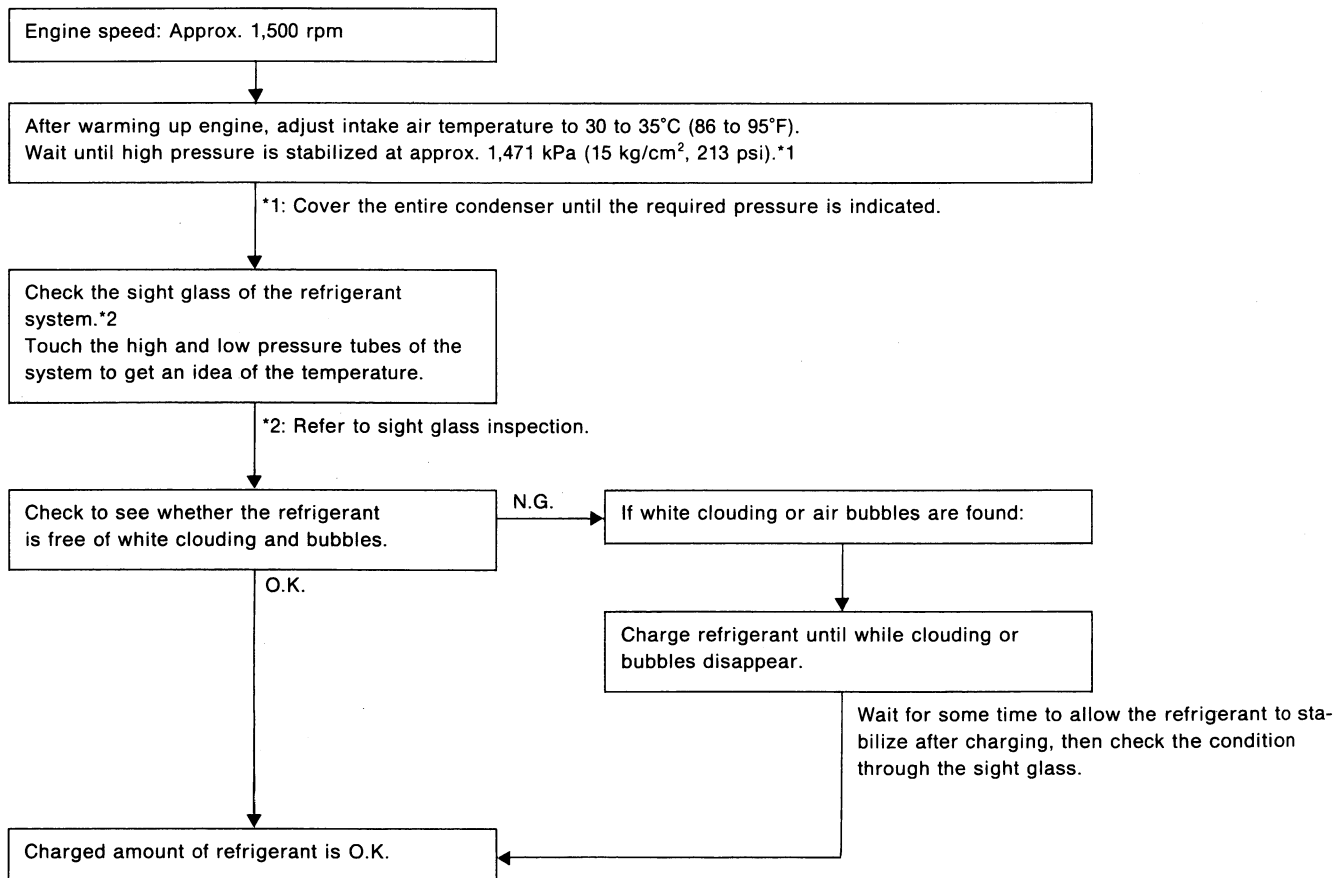 Engine speed: Approx. 1,500 rpm
After warming up engine, adjust intake air temperature to 30 to 35°C (86 to 95°F).
Wait until high pressure is stabilized at approx. 1,471 kPa (15 kg/cm², 213 psi).*1
*1: Cover the entire condenser until the required pressure is indicated.
Check the sight glass of the refrigerant
system.*2
Touch the high and low pressure tubes of the
system to get an idea of the temperature.
*2: Refer to sight glass inspection.
Check to see whether the refrigerant
is free of white clouding and bubbles.
N.G.
If white clouding or air bubbles are found:
O.K.
Charge refrigerant until while clouding or
bubbles disappear.
Wait for some time to allow the refrigerant to sta-
bilize after charging, then check the condition
through the sight glass.
Charged amount of refrigerant is O.K.